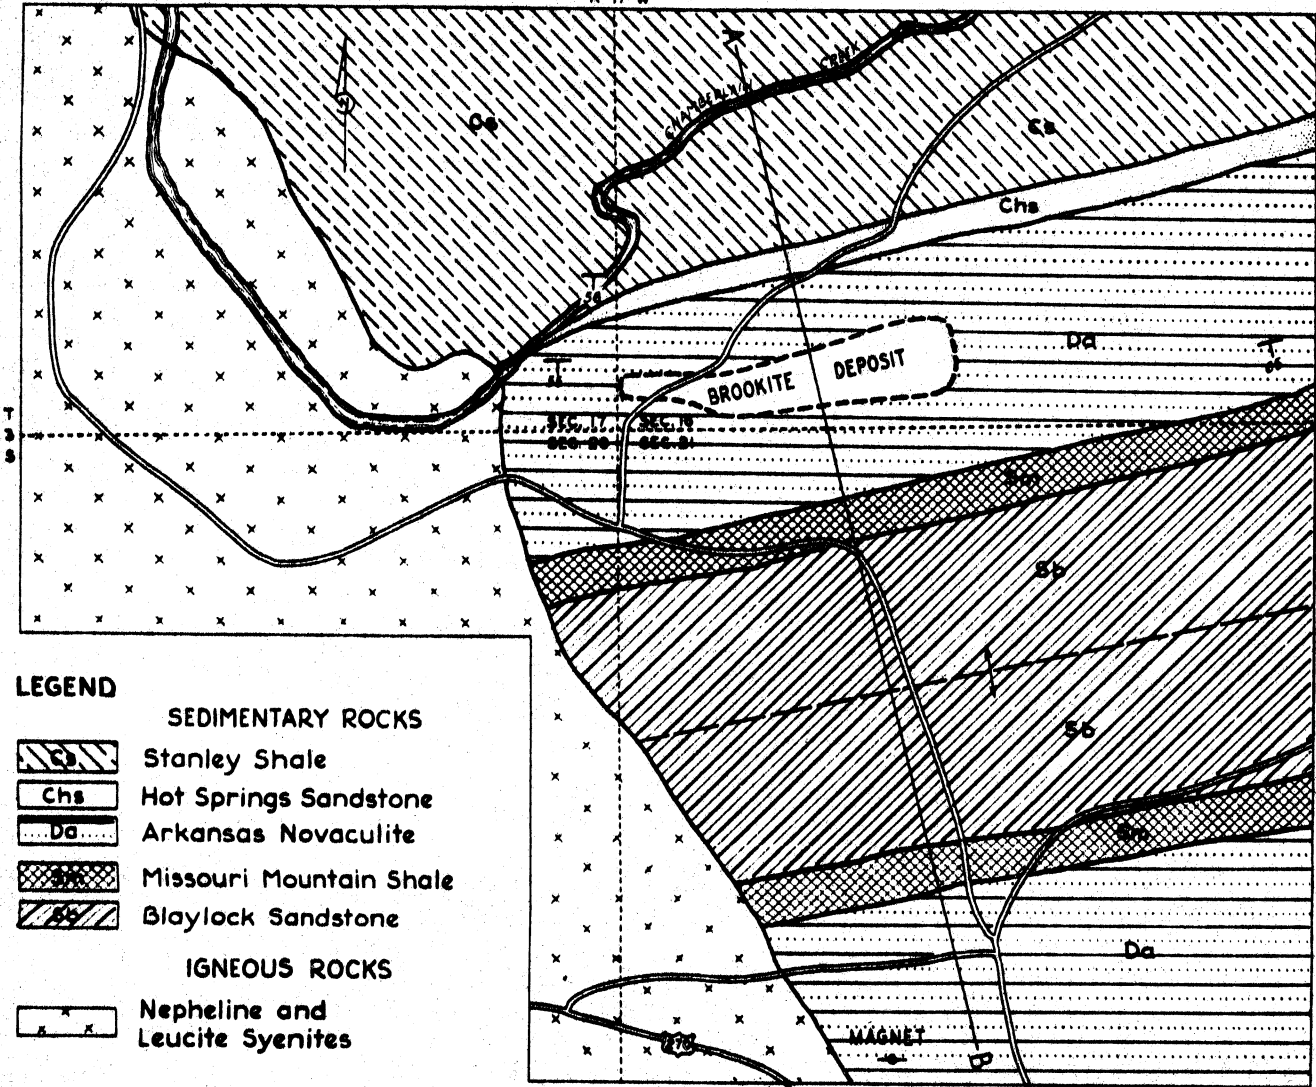 A
N
CHAMBERLAIN CREEK
Cs
Cs
Chs
54
Da
BROOKITE DEPOSIT
T
3
S
SEC. 17 SEC. 16
SEC. 20 SEC. 21
Sm
Sb
Sb
Sm
Da
270
MAGNET
B
LEGEND
SEDIMENTARY ROCKS
Cs Stanley Shale
Chs Hot Springs Sandstone
Da Arkansas Novaculite
Sm Missouri Mountain Shale
Sb Blaylock Sandstone
IGNEOUS ROCKS
Nepheline and
Leucite Syenites